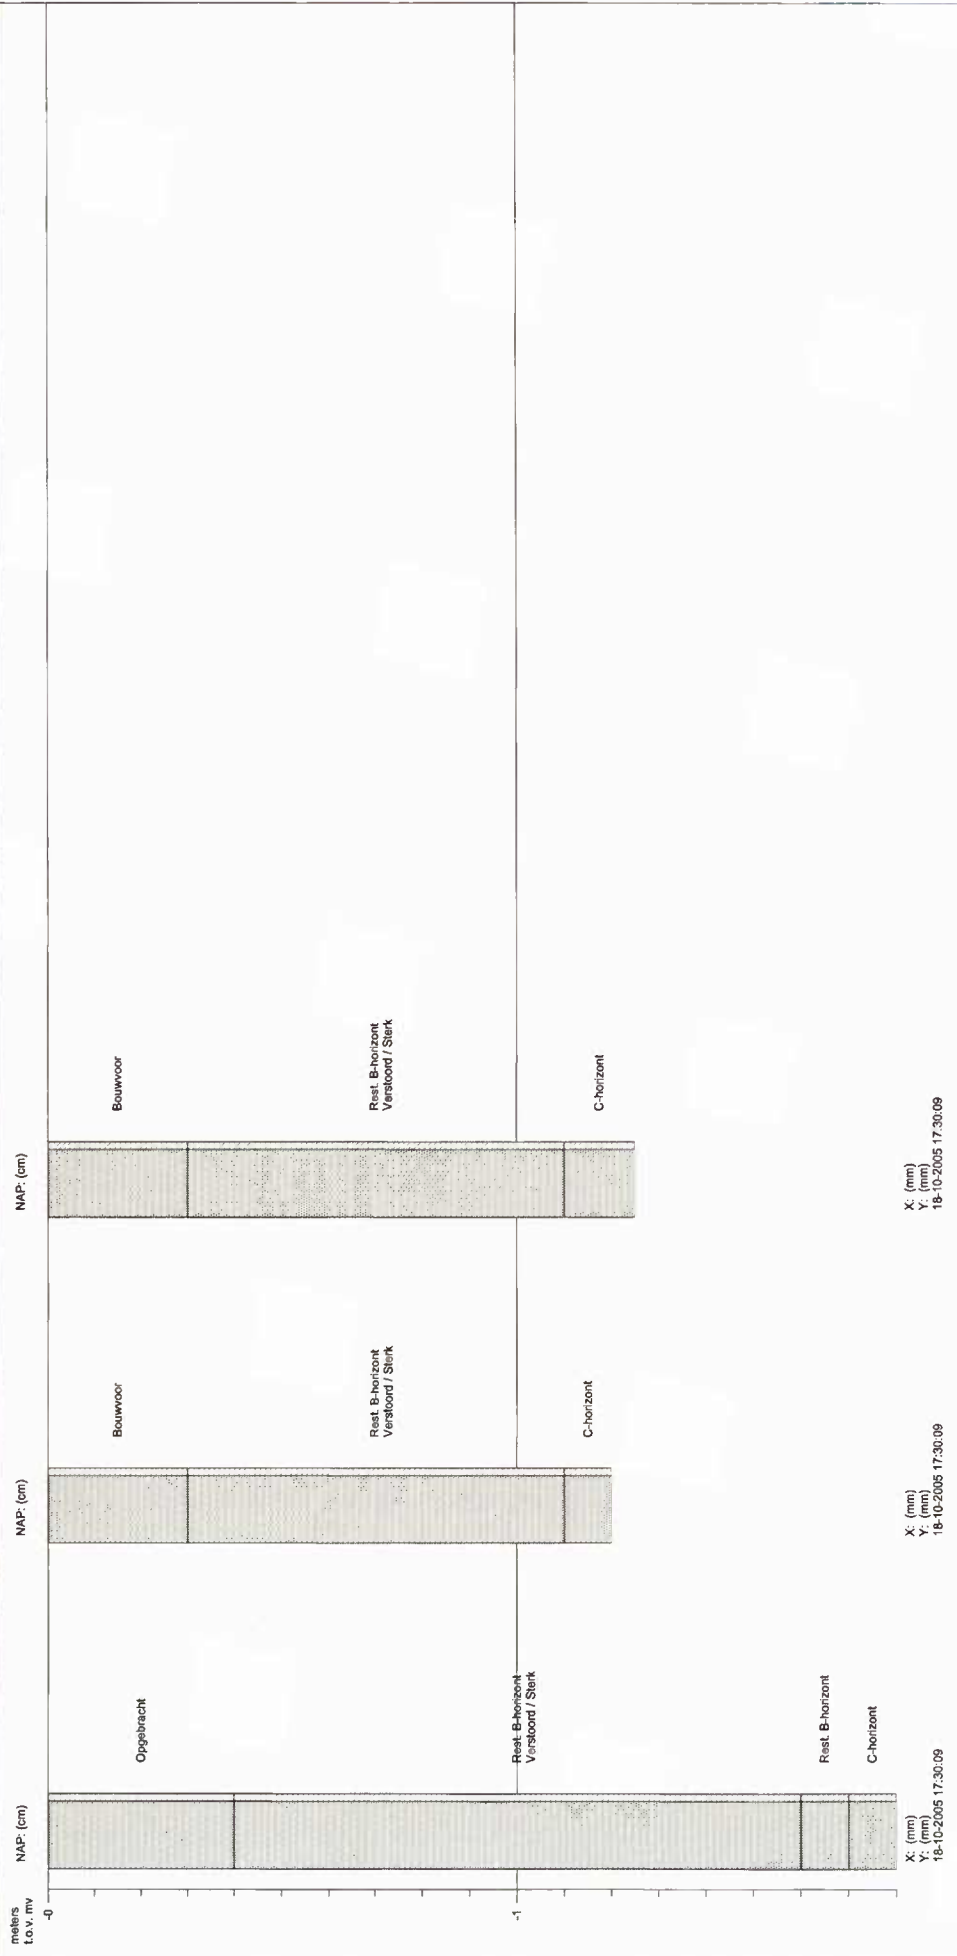 meters
t.o.v. mv
-0
-1
NAP: (cm)
Opgebracht
Rest. B-horizont
Verstoord / Sterk
Rest. B-horizont
C-horizont
X: (mm)
Y: (mm)
18-10-2005 17:30:09
NAP: (cm)
Bouwvoor
Rest. B-horizont
Verstoord / Sterk
C-horizont
X: (mm)
Y: (mm)
18-10-2005 17:30:09
NAP: (cm)
Bouwvoor
Rest. B-horizont
Verstoord / Sterk
C-horizont
X: (mm)
Y: (mm)
18-10-2005 17:30:09